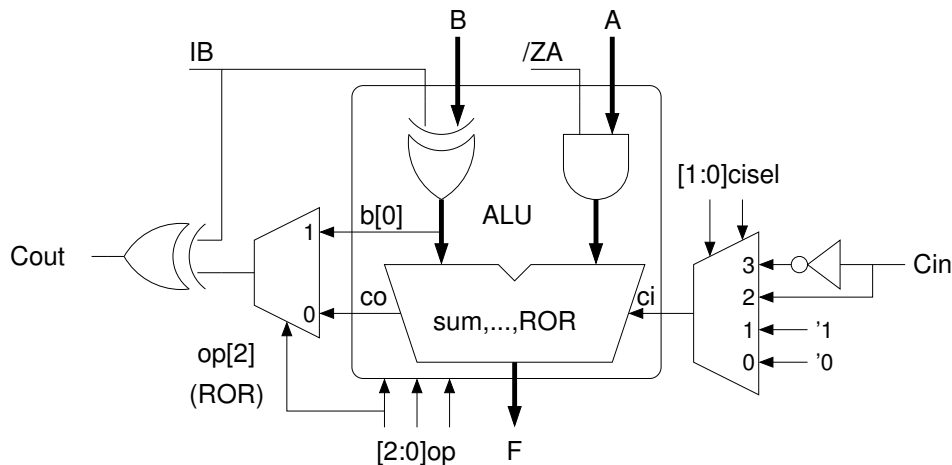 B
A
IB
/ZA
[1:0]cisel
b[0]
ALU
1
Cout
3
Cin
co
ci
2
0
sum,...,ROR
1
'1
op[2]
0
'0
(ROR)
[2:0]op
F